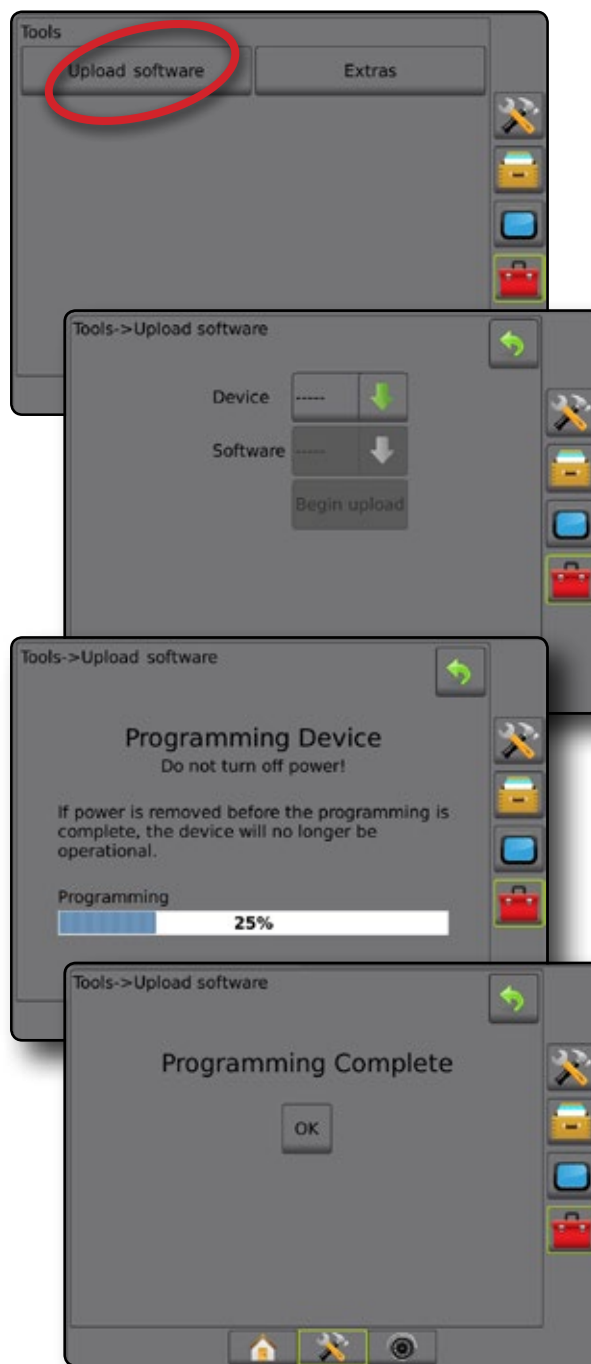 Tools
Upload software
Extras
Tools->Upload software
Device -----
Software -----
Begin upload
Tools->Upload software
Programming Device
Do not turn off power!
If power is removed before the programming is
complete, the device will no longer be
operational.
Programming
25%
Tools->Upload software
Programming Complete
OK